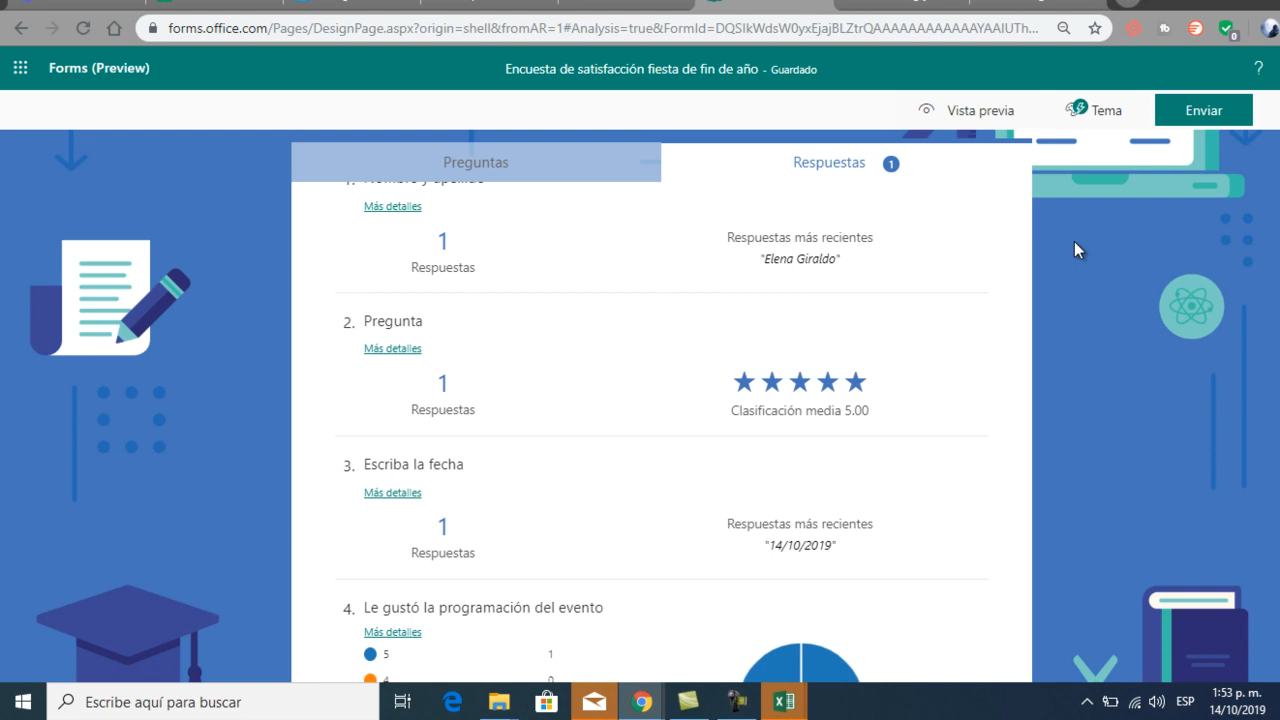 forms.office.com/Pages/DesignPage.aspx?origin=shell&fromAR=1#Analysis=true&FormId=DQSIkWdsW0yxEjajBLZtrQAAAAAAAAAAAAYAAIUTh...
Forms (Preview)
Encuesta de satisfacción fiesta de fin de año - Guardado
?
Vista previa
Tema
Enviar
Preguntas
Respuestas 1
1. Nombre y apellido
Más detalles
1
Respuestas
Respuestas más recientes
"Elena Giraldo"
2. Pregunta
Más detalles
1
Respuestas
Clasificación media 5.00
3. Escriba la fecha
Más detalles
1
Respuestas
Respuestas más recientes
"14/10/2019"
4. Le gustó la programación del evento
Más detalles
5 1
4 0
Escribe aquí para buscar
ESP
1:53 p. m.
14/10/2019